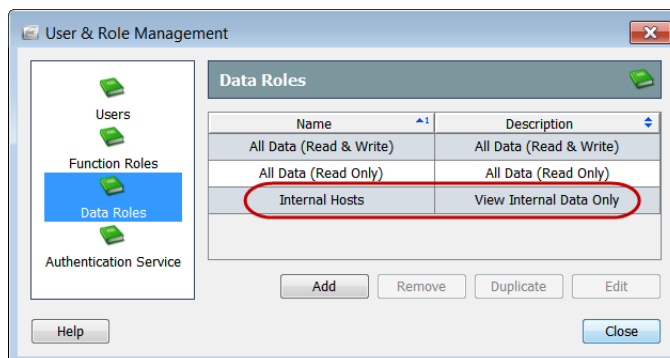 User & Role Management
Users
Function Roles
Data Roles
Authentication Service
Data Roles
Name 1 Description
All Data (Read & Write) All Data (Read & Write)
All Data (Read Only) All Data (Read Only)
Internal Hosts View Internal Data Only
Add Remove Duplicate Edit
Help Close